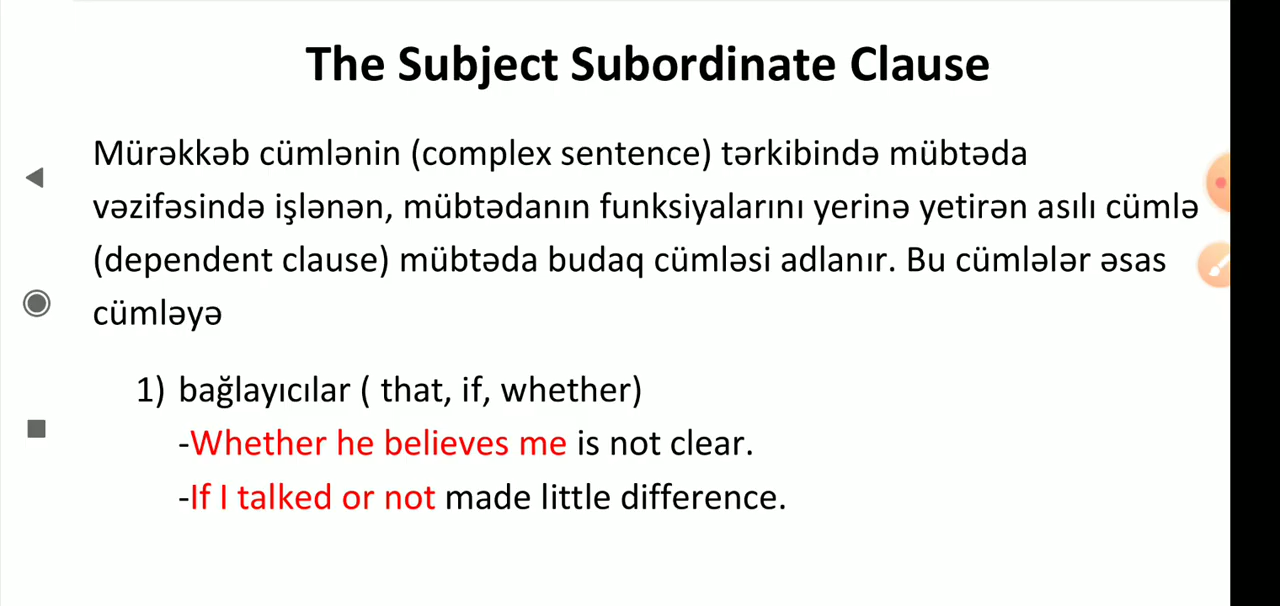 The Subject Subordinate Clause
Mürəkkəb cümlənin (complex sentence) tərkibində mübtəda
vəzifəsində işlənən, mübtədanın funksiyalarını yerinə yetirən asılı cümlə
(dependent clause) mübtəda budaq cümləsi adlanır. Bu cümlələr əsas
cümləyə
1) bağlayıcılar ( that, if, whether)
-Whether he believes me is not clear.
-If I talked or not made little difference.